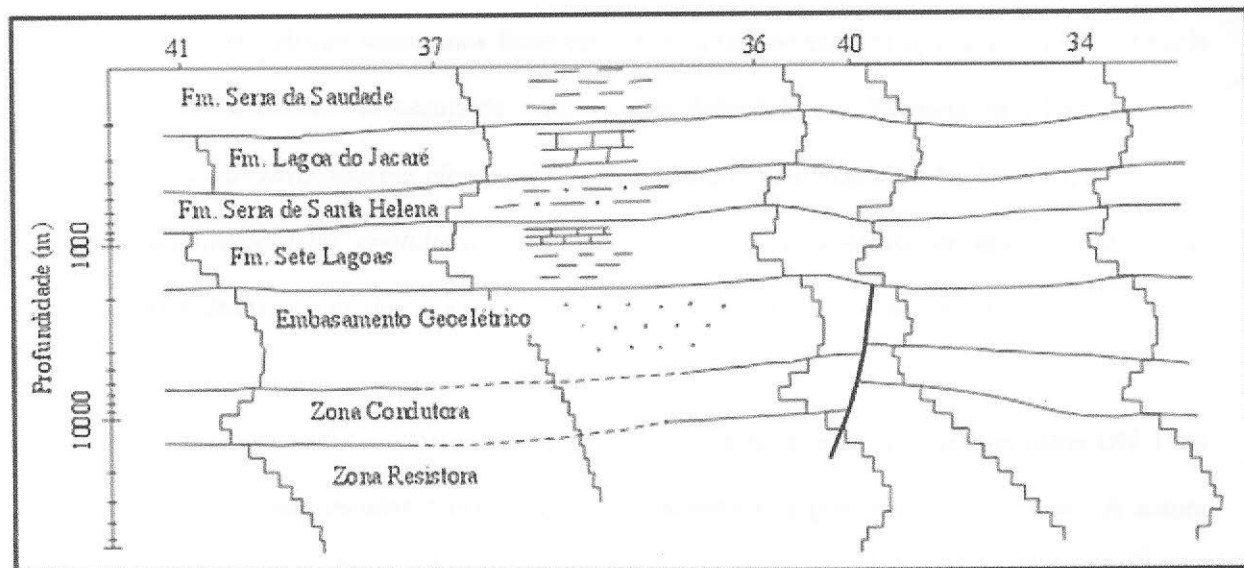 41 37 36 40 34
Fm. Serra da Saudade
Fm. Lagoa do Jacaré
Fm. Serra de Santa Helena
Fm. Sete Lagoas
Embasamento Geoelétrico
Zona Condutora
Zona Resistora
Profundidade (m)
1000
10000